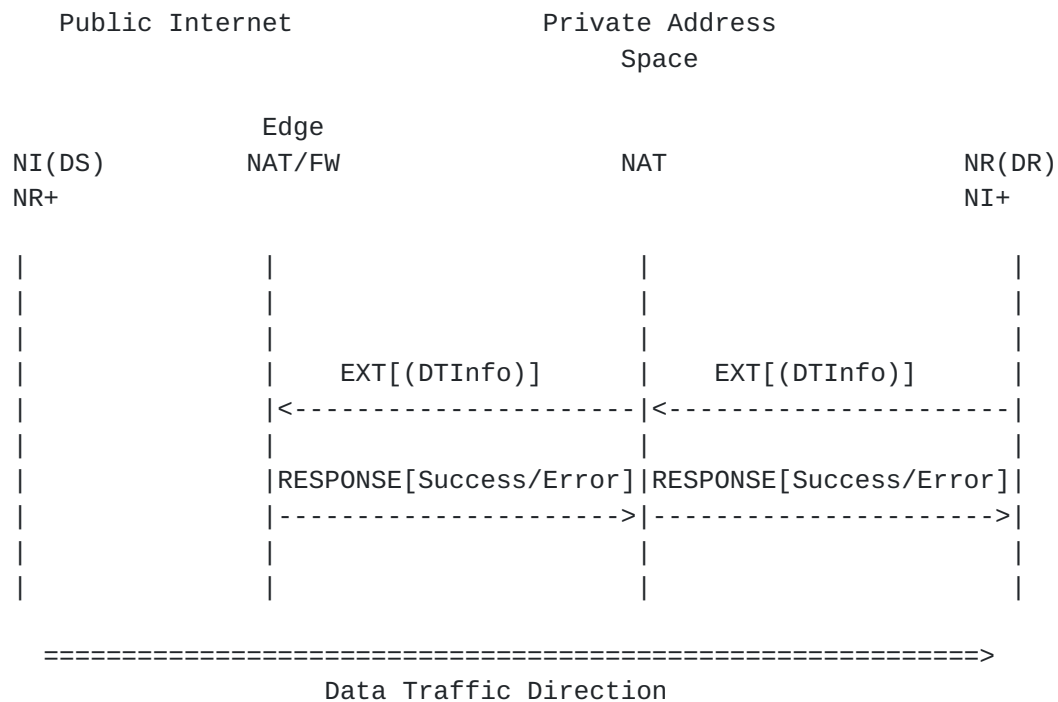 Public Internet                Private Address
Space
Edge
NI(DS)         NAT/FW                  NAT                   NR(DR)
NR+                                                          NI+
EXT[(DTInfo)]             EXT[(DTInfo)]
|<----------------------|<----------------------|
|RESPONSE[Success/Error]|RESPONSE[Success/Error]|
|---------------------->|---------------------->|
============================================================>
Data Traffic Direction